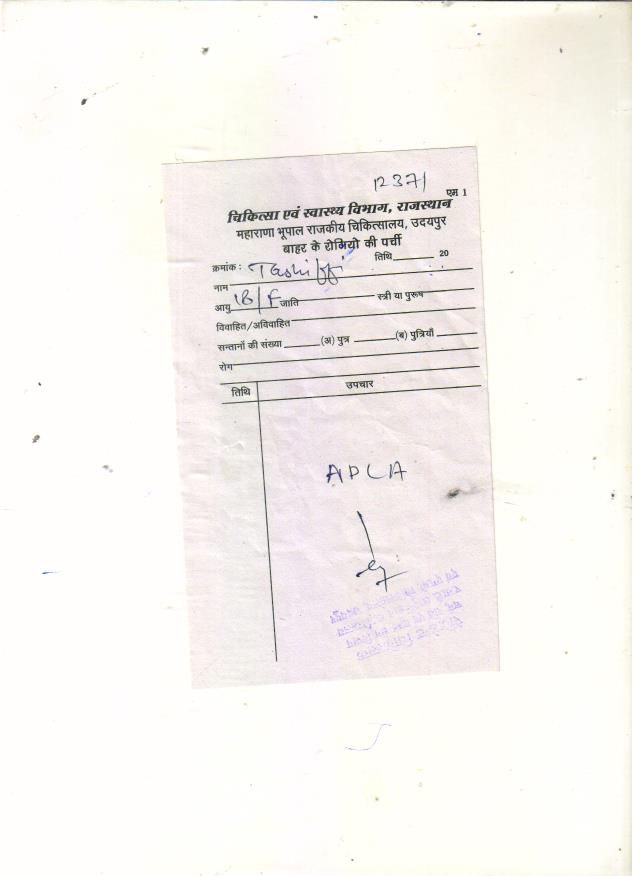 12371
एम 1
चिकित्सा एवं स्वास्थ्य विभाग, राजस्थान
महाराणा भूपाल राजकीय चिकित्सालय, उदयपुर
बाहर के रोगियो की पर्ची
क्रमांक : तिथि 20
नाम
आयु 18/F जाति स्त्री या पुरूष
विवाहित/अविवाहित
सन्तानों की संख्या (अ) पुत्र (ब) पुत्रियाँ
रोग
तिथि उपचार
APLA